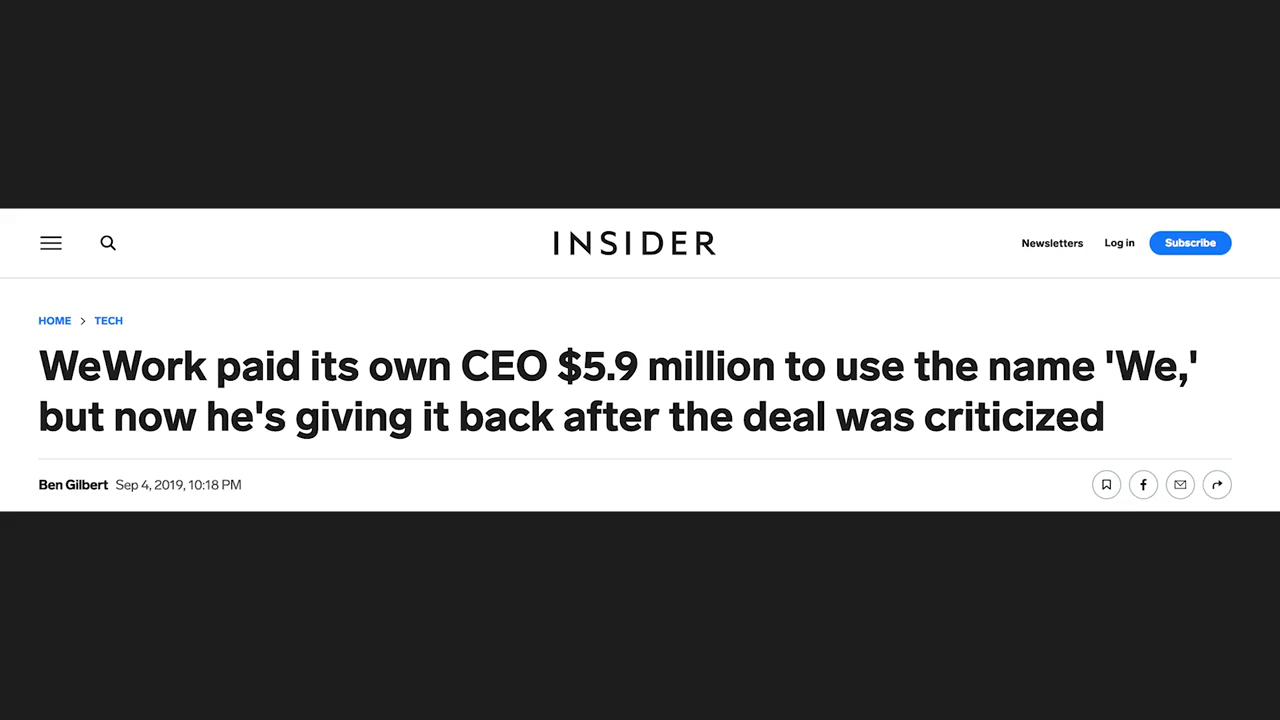 INSIDER
Newsletters Log in Subscribe
HOME > TECH
WeWork paid its own CEO $5.9 million to use the name 'We,'
but now he's giving it back after the deal was criticized
Ben Gilbert Sep 4, 2019, 10:18 PM